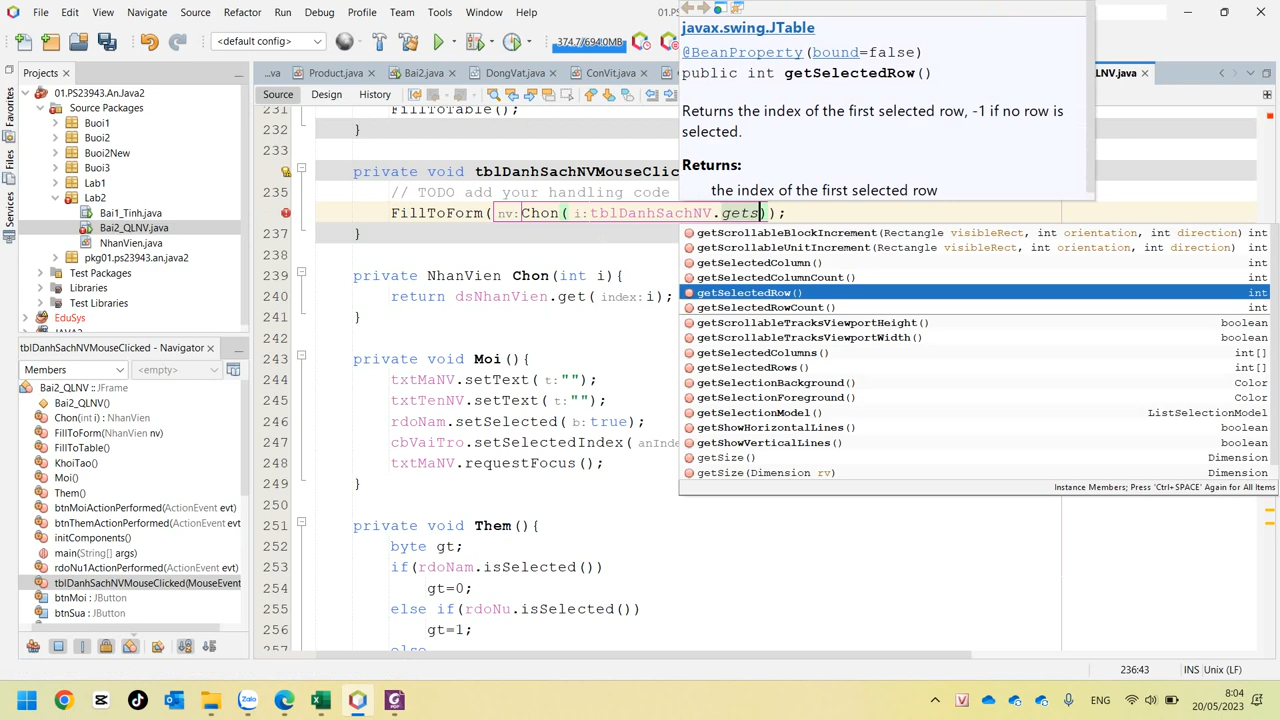 File Edit View Navigate Source Refactor Run Debug Profile Team Tools Window Help
<default config>
374.7/694.0MB
Projects
...va Product.java Bai2.java DongVat.java ConVit.java LNV.java
Source Design History
Favorites
Files
Services
01.PS23943.An.Java2
Source Packages
Buoi1
Buoi2
Buoi2New
Buoi3
Lab1
Lab2
Bai1_Tinh.java
Bai2_QLNV.java
NhanVien.java
pkg01.ps23943.an.java2
Test Packages
Libraries
Test Libraries
EduSys
tblDanhSachNVMouseClicked - Navigator
Members <empty>
Bai2_QLNV :: JFrame
Bai2_QLNV()
Chon(int i) : NhanVien
FillToForm(NhanVien nv)
FillToTable()
KhoiTao()
Moi()
Them()
btnMoiActionPerformed(ActionEvent evt)
btnThemActionPerformed(ActionEvent evt
initComponents()
main(String[] args)
rdoNu1ActionPerformed(ActionEvent evt)
tblDanhSachNVMouseClicked(MouseEvent
btnMoi : JButton
btnSua : JButton
231 FillToTable();
232 }
233
private void tblDanhSachNVMouseClic
235 // TODO add your handling code
FillToForm(nv:Chon(i:tblDanhSachNV.gets));
237 }
238
239 private NhanVien Chon(int i){
240 return dsNhanVien.get(index:i);
241 }
242
243 private void Moi(){
244 txtMaNV.setText(t:"");
245 txtTenNV.setText(t:"");
246 rdoNam.setSelected(b:true);
247 cbVaiTro.setSelectedIndex(anInde
248 txtMaNV.requestFocus();
249 }
250
251 private void Them(){
252 byte gt;
253 if(rdoNam.isSelected())
254 gt=0;
255 else if(rdoNu.isSelected())
256 gt=1;
257 else
javax.swing.JTable
@BeanProperty(bound=false)
public int getSelectedRow()
Returns the index of the first selected row, -1 if no row is
selected.
Returns:
the index of the first selected row
getScrollableBlockIncrement(Rectangle visibleRect, int orientation, int direction) int
getScrollableUnitIncrement(Rectangle visibleRect, int orientation, int direction) int
getSelectedColumn() int
getSelectedColumnCount() int
getSelectedRow() int
getSelectedRowCount() int
getScrollableTracksViewportHeight() boolean
getScrollableTracksViewportWidth() boolean
getSelectedColumns() int[]
getSelectedRows() int[]
getSelectionBackground() Color
getSelectionForeground() Color
getSelectionModel() ListSelectionModel
getShowHorizontalLines() boolean
getShowVerticalLines() boolean
getSize() Dimension
getSize(Dimension rv) Dimension
Instance Members; Press 'Ctrl+SPACE' Again for All Items
236:43 INS Unix (LF)
Zalo
ENG
8:04
20/05/2023